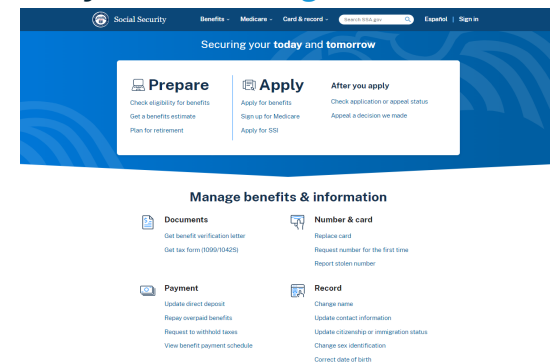 Social Security
Benefits
Medicare
Card & record
Search SSA.gov
Español | Sign in
Securing your today and tomorrow
Prepare
Check eligibility for benefits
Get a benefits estimate
Plan for retirement
Apply
Apply for benefits
Sign up for Medicare
Apply for SSI
After you apply
Check application or appeal status
Appeal a decision we made
Manage benefits & information
Documents
Get benefit verification letter
Get tax form (1099/1042S)
Number & card
Replace card
Request number for the first time
Report stolen number
Payment
Update direct deposit
Repay overpaid benefits
Request to withhold taxes
View benefit payment schedule
Record
Change name
Update contact information
Update citizenship or immigration status
Change sex identification
Correct date of birth